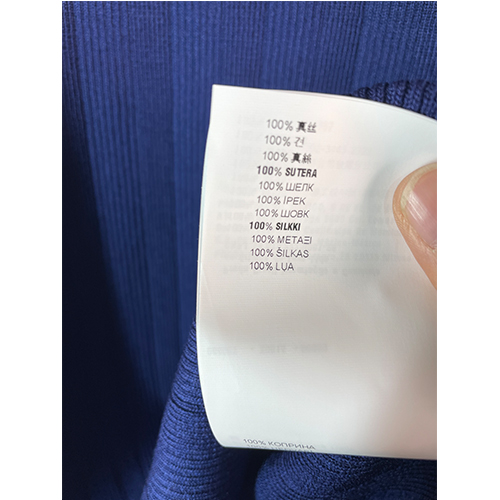 100% 真丝
100% 견
100% 真絲
100% SUTERA
100% ШЕЛК
100% İPEK
100% ШОВК
100% SILKKI
100% ΜΕΤΑΞΙ
100% ŠILKAS
100% LỤA
100% КОПРИНА